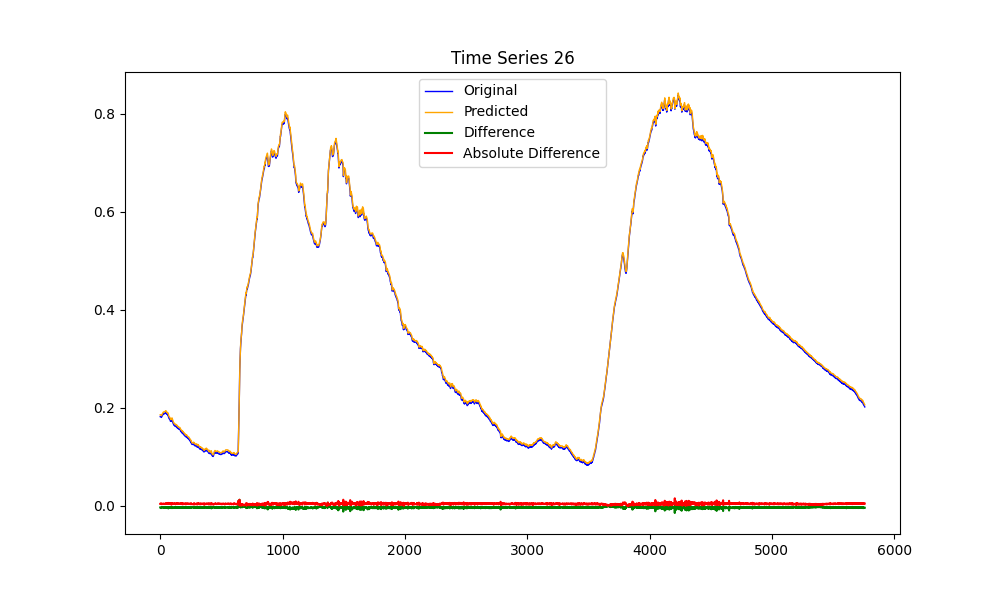 Time Series 26
Original
Predicted
Difference
Absolute Difference
0.8
0.6
0.4
0.2
0.0
0 1000 2000 3000 4000 5000 6000